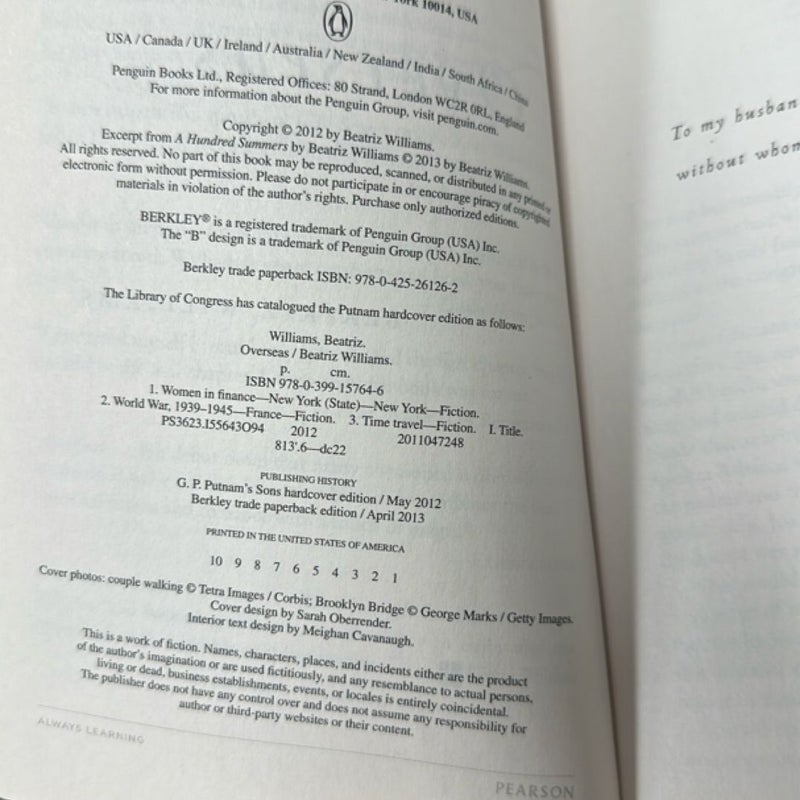 York 10014, USA
USA / Canada / UK / Ireland / Australia / New Zealand / India / South Africa / China
Penguin Books Ltd., Registered Offices: 80 Strand, London WC2R 0RL, England
For more information about the Penguin Group, visit penguin.com.
Copyright © 2012 by Beatriz Williams.
Excerpt from A Hundred Summers by Beatriz Williams © 2013 by Beatriz Williams.
All rights reserved. No part of this book may be reproduced, scanned, or distributed in any printed or
electronic form without permission. Please do not participate in or encourage piracy of copyrighted
materials in violation of the author's rights. Purchase only authorized editions.
BERKLEY® is a registered trademark of Penguin Group (USA) Inc.
The "B" design is a trademark of Penguin Group (USA) Inc.
Berkley trade paperback ISBN: 978-0-425-26126-2
The Library of Congress has catalogued the Putnam hardcover edition as follows:
Williams, Beatriz.
Overseas / Beatriz Williams.
p. cm.
ISBN 978-0-399-15764-6
1. Women in finance—New York (State)—New York—Fiction.
2. World War, 1939–1945—France—Fiction. 3. Time travel—Fiction. I. Title.
PS3623.I55643O94 2012 2011047248
813'.6—dc22
PUBLISHING HISTORY
G. P. Putnam's Sons hardcover edition / May 2012
Berkley trade paperback edition / April 2013
PRINTED IN THE UNITED STATES OF AMERICA
10 9 8 7 6 5 4 3 2 1
Cover photos: couple walking © Tetra Images / Corbis; Brooklyn Bridge © George Marks / Getty Images.
Cover design by Sarah Oberrender.
Interior text design by Meighan Cavanaugh.
This is a work of fiction. Names, characters, places, and incidents either are the product
of the author's imagination or are used fictitiously, and any resemblance to actual persons,
living or dead, business establishments, events, or locales is entirely coincidental.
The publisher does not have any control over and does not assume any responsibility for
author or third-party websites or their content.
ALWAYS LEARNING
PEARSON
To my husban
without whom